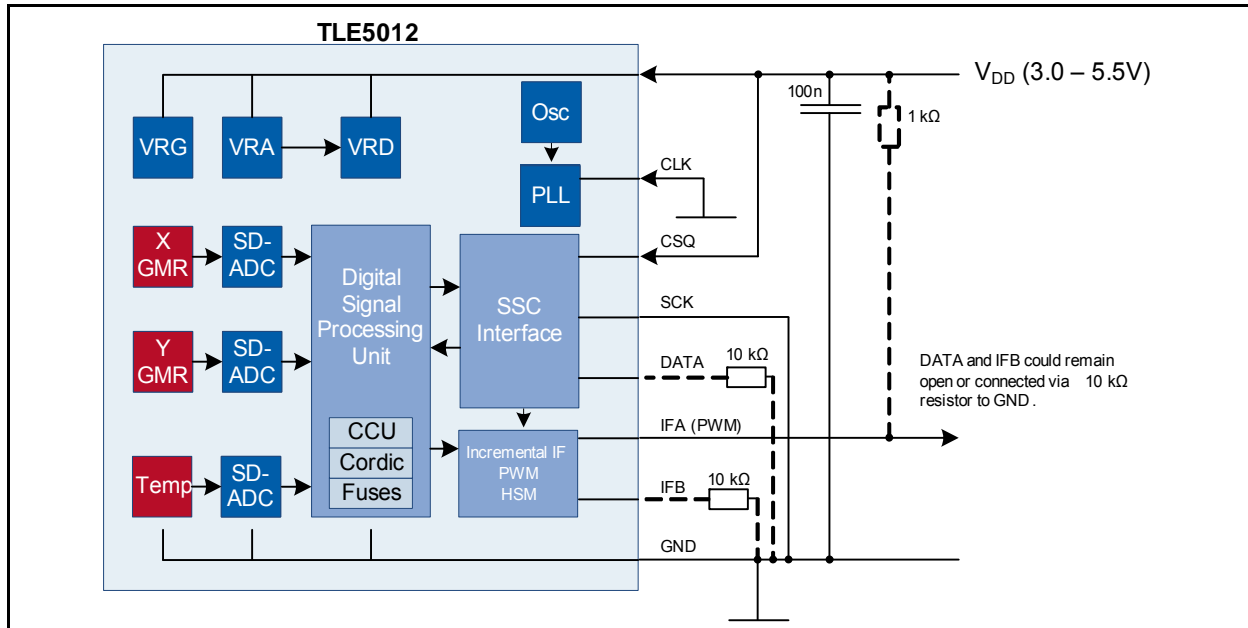 TLE5012
VDD (3.0 – 5.5V)
100n
1 kΩ
Osc
VRG
VRA
VRD
CLK
PLL
CSQ
X
GMR
SD-
ADC
Digital
Signal
Processing
Unit
SSC
Interface
SCK
Y
GMR
SD-
ADC
DATA
10 kΩ
DATA and IFB could remain
open or connected via 10 kΩ
resistor to GND .
IFA (PWM)
CCU
Cordic
Fuses
Incremental IF
PWM
HSM
Temp
SD-
ADC
IFB
10 kΩ
GND